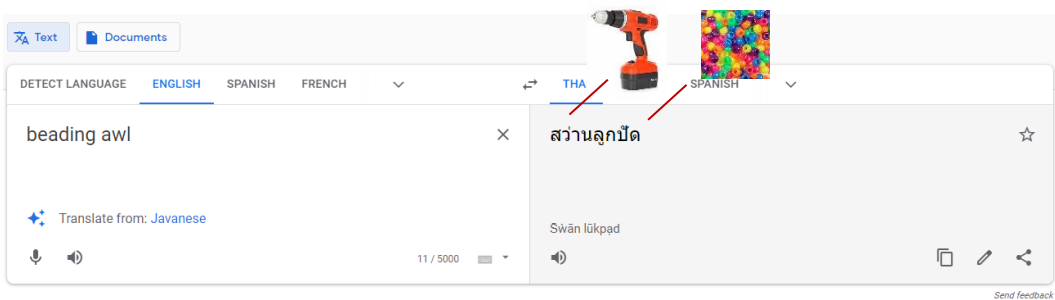 Text
Documents
DETECT LANGUAGE ENGLISH SPANISH FRENCH THA SPANISH
beading awl
สว่านลูกปัด
Translate from: Javanese
S̄ẁān lūkpạd
11 / 5000
Send feedback